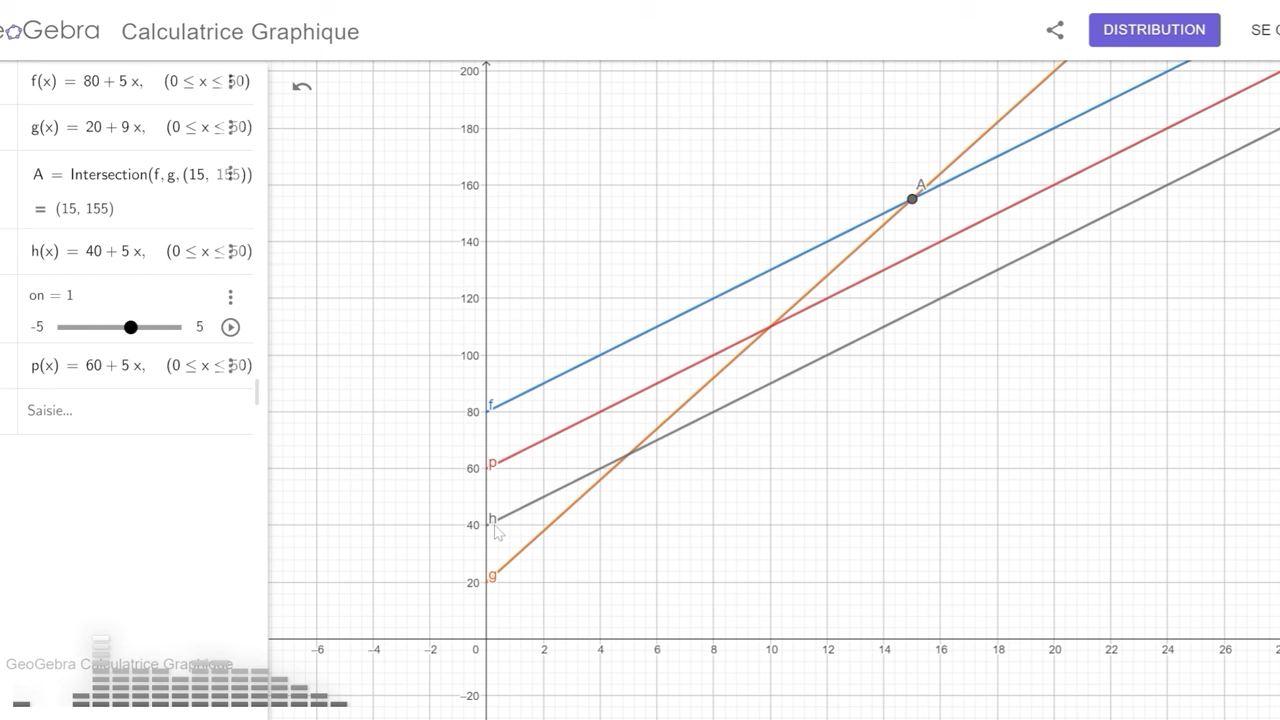 eoGebra Calculatrice Graphique DISTRIBUTION SE C
f(x) = 80 + 5 x, (0 ≤ x ≤ 50)
g(x) = 20 + 9 x, (0 ≤ x ≤ 50)
A = Intersection(f, g, (15, 155))
= (15, 155)
h(x) = 40 + 5 x, (0 ≤ x ≤ 50)
on = 1
-5 5
p(x) = 60 + 5 x, (0 ≤ x ≤ 50)
Saisie...
GeoGebra Calculatrice Graphique
200
180
160
140
120
100
80
60
40
20
-20
A
f
p
h
g
-6 -4 -2 0 2 4 6 8 10 12 14 16 18 20 22 24 26 2